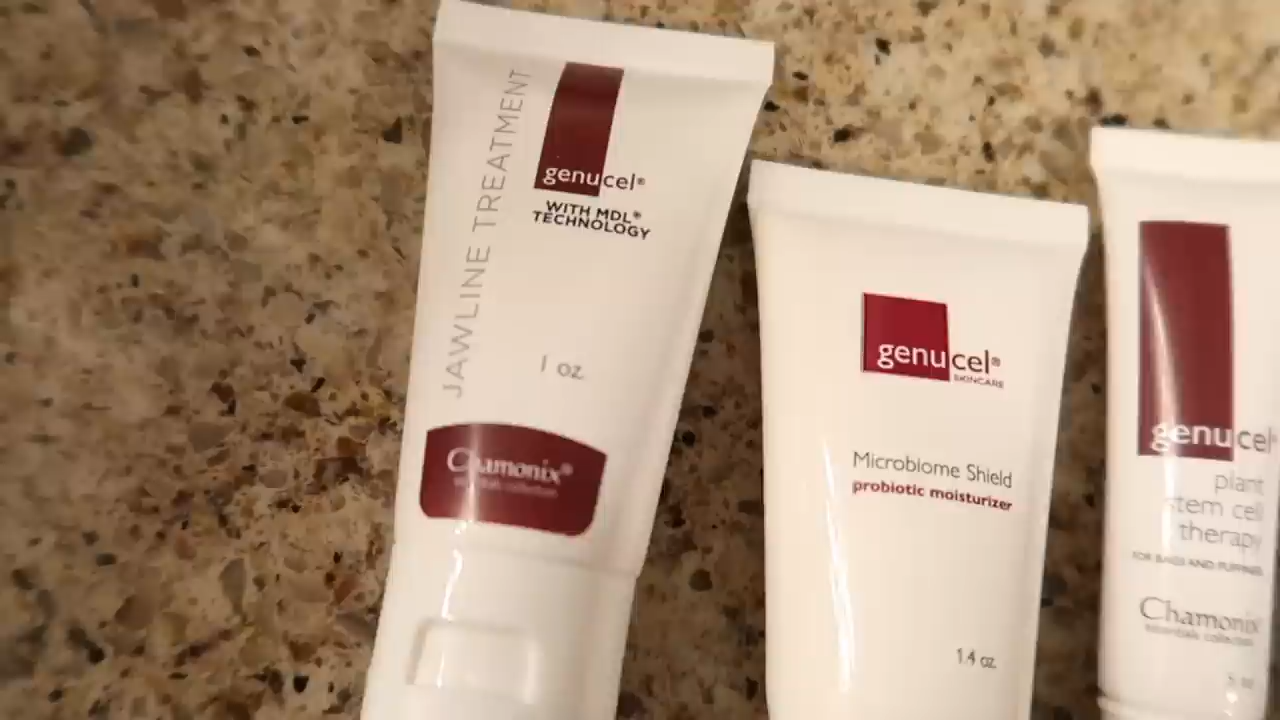 JAWLINE TREATMENT
genucel®
WITH MDL®
TECHNOLOGY
1 oz
Chamonix®
genucel®
SKINCARE
Microbiome Shield
probiotic moisturizer
1.4 oz.
genucel
plant
stem cell
therapy
FOR BAGS AND PUFFINESS
Chamonix
essentials collection
oz